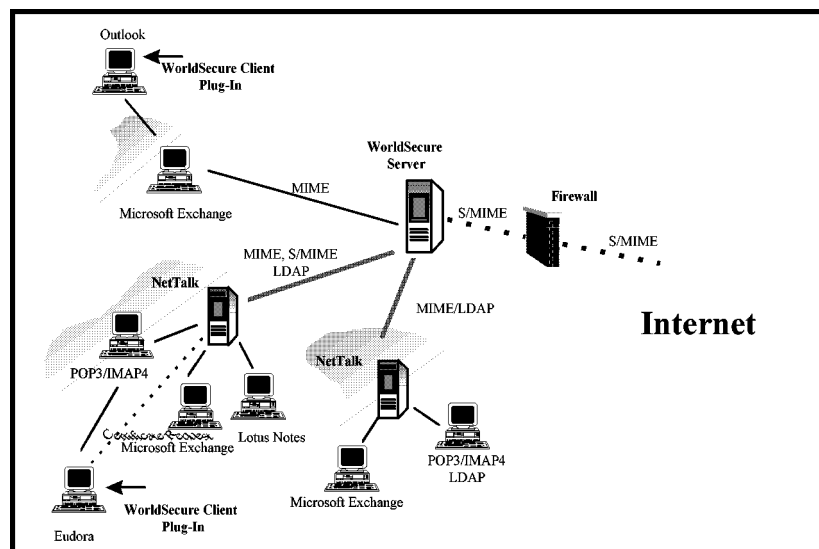 Outlook
WorldSecure Client
Plug-In
Microsoft Exchange
MIME
WorldSecure
Server
S/MIME
Firewall
S/MIME
Internet
MIME, S/MIME
LDAP
NetTalk
MIME/LDAP
POP3/IMAP4
Microsoft Exchange
Lotus Notes
NetTalk
Microsoft Exchange
POP3/IMAP4
LDAP
Eudora
WorldSecure Client
Plug-In